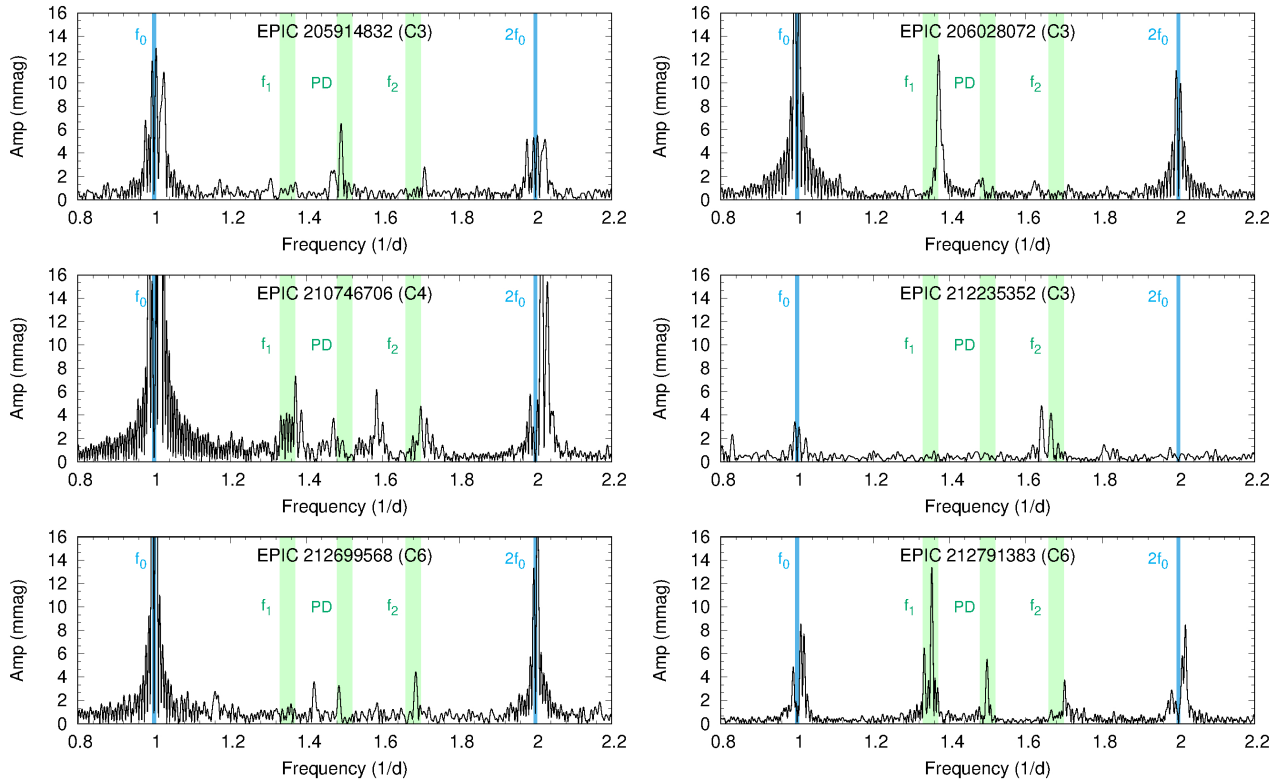 EPIC 205914832 (C3)
f0 2f0
f1 PD f2
Amp (mmag)
16
14
12
10
8
6
4
2
0
0.8 1 1.2 1.4 1.6 1.8 2 2.2
Frequency (1/d)
EPIC 206028072 (C3)
f0 2f0
f1 PD f2
Amp (mmag)
16
14
12
10
8
6
4
2
0
0.8 1 1.2 1.4 1.6 1.8 2 2.2
Frequency (1/d)
EPIC 210746706 (C4)
f0 2f0
f1 PD f2
Amp (mmag)
16
14
12
10
8
6
4
2
0
0.8 1 1.2 1.4 1.6 1.8 2 2.2
Frequency (1/d)
EPIC 212235352 (C3)
f0 2f0
f1 PD f2
Amp (mmag)
16
14
12
10
8
6
4
2
0
0.8 1 1.2 1.4 1.6 1.8 2 2.2
Frequency (1/d)
EPIC 212699568 (C6)
f0 2f0
f1 PD f2
Amp (mmag)
16
14
12
10
8
6
4
2
0
0.8 1 1.2 1.4 1.6 1.8 2 2.2
Frequency (1/d)
EPIC 212791383 (C6)
f0 2f0
f1 PD f2
Amp (mmag)
16
14
12
10
8
6
4
2
0
0.8 1 1.2 1.4 1.6 1.8 2 2.2
Frequency (1/d)